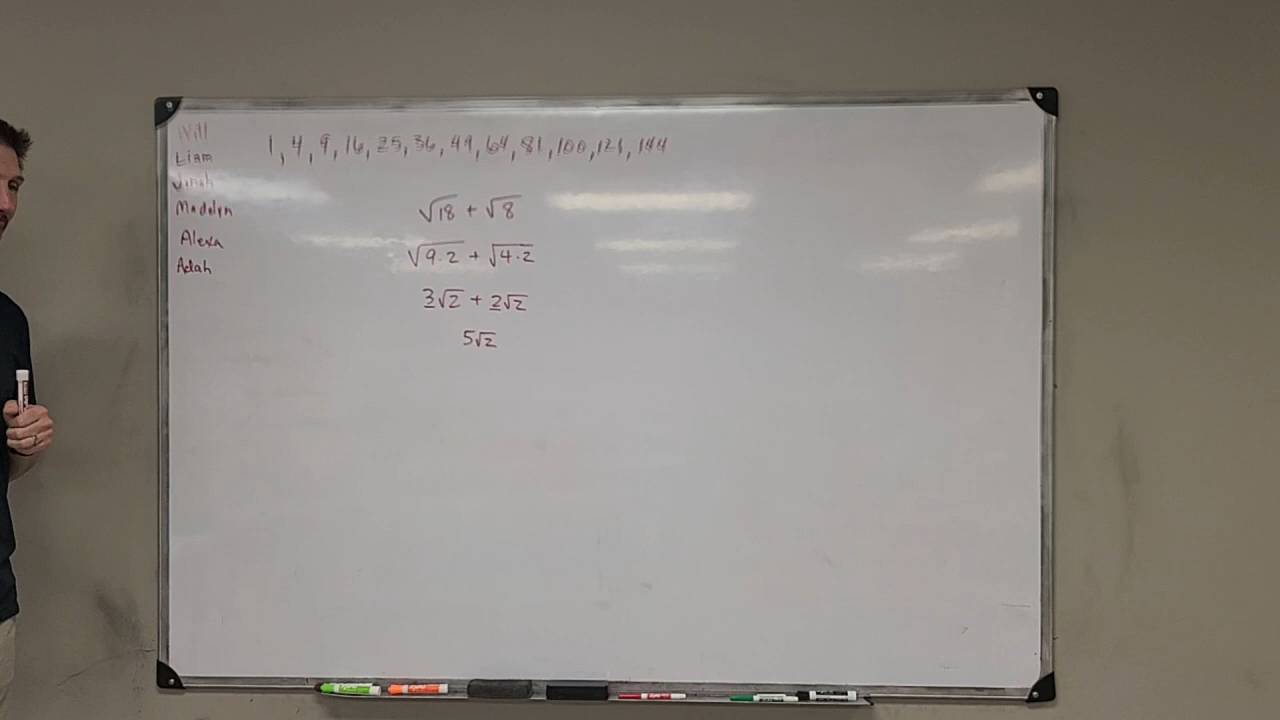 Will
Liam
Jonah
Madelyn
Alexa
Adah
1, 4, 9, 16, 25, 36, 49, 64, 81, 100, 121, 144
√18 + √8
√9·2 + √4·2
3√2 + 2√2
5√2